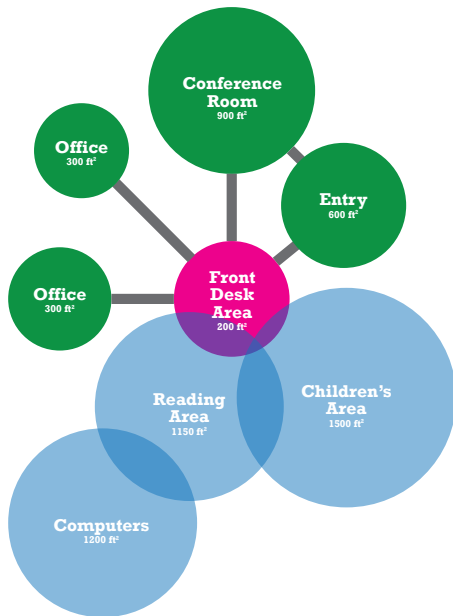 Conference
Room
900 ft²
Office
300 ft²
Entry
600 ft²
Front
Desk
Area
200 ft²
Office
300 ft²
Reading
Area
1150 ft²
Children’s
Area
1500 ft²
Computers
1200 ft²